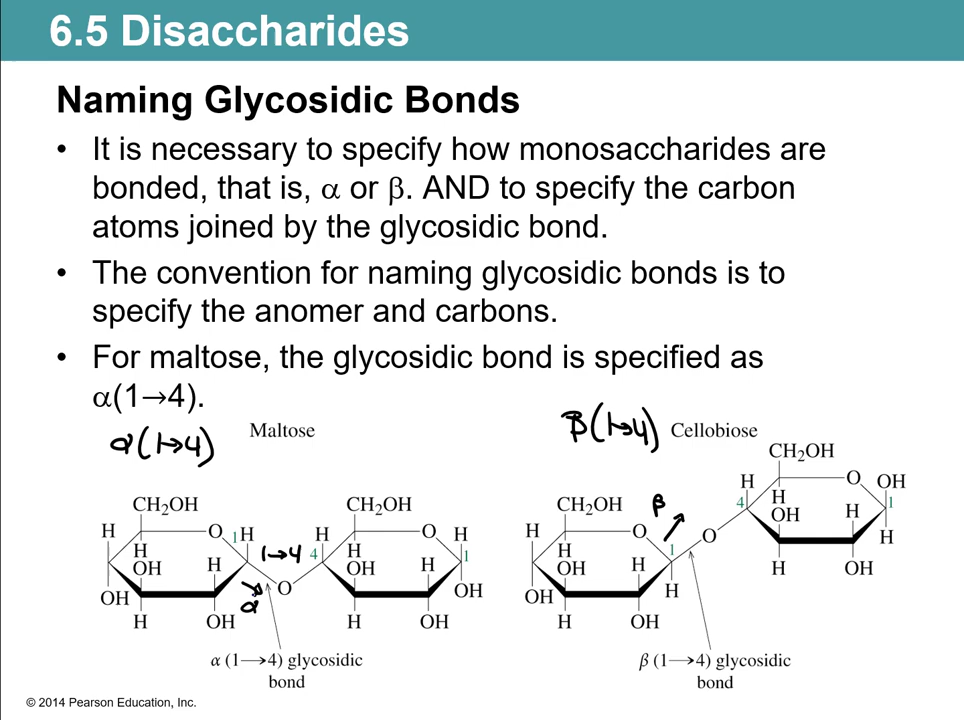 6.5 Disaccharides
Naming Glycosidic Bonds
• It is necessary to specify how monosaccharides are
bonded, that is, α or β. AND to specify the carbon
atoms joined by the glycosidic bond.
• The convention for naming glycosidic bonds is to
specify the anomer and carbons.
• For maltose, the glycosidic bond is specified as
α(1→4).
α(1→4)
Maltose
CH₂OH
H
O
1
H
H
OH
H
OH
H
OH
1→4
α
O
CH₂OH
H
4
O
H
H
OH
H
1
OH
H
OH
α (1→4) glycosidic
bond
β(1→4)
Cellobiose
CH₂OH
H
O
β
1
H
OH
H
H
OH
H
OH
O
CH₂OH
H
4
O
OH
H
OH
H
1
H
H
OH
β (1→4) glycosidic
bond
© 2014 Pearson Education, Inc.